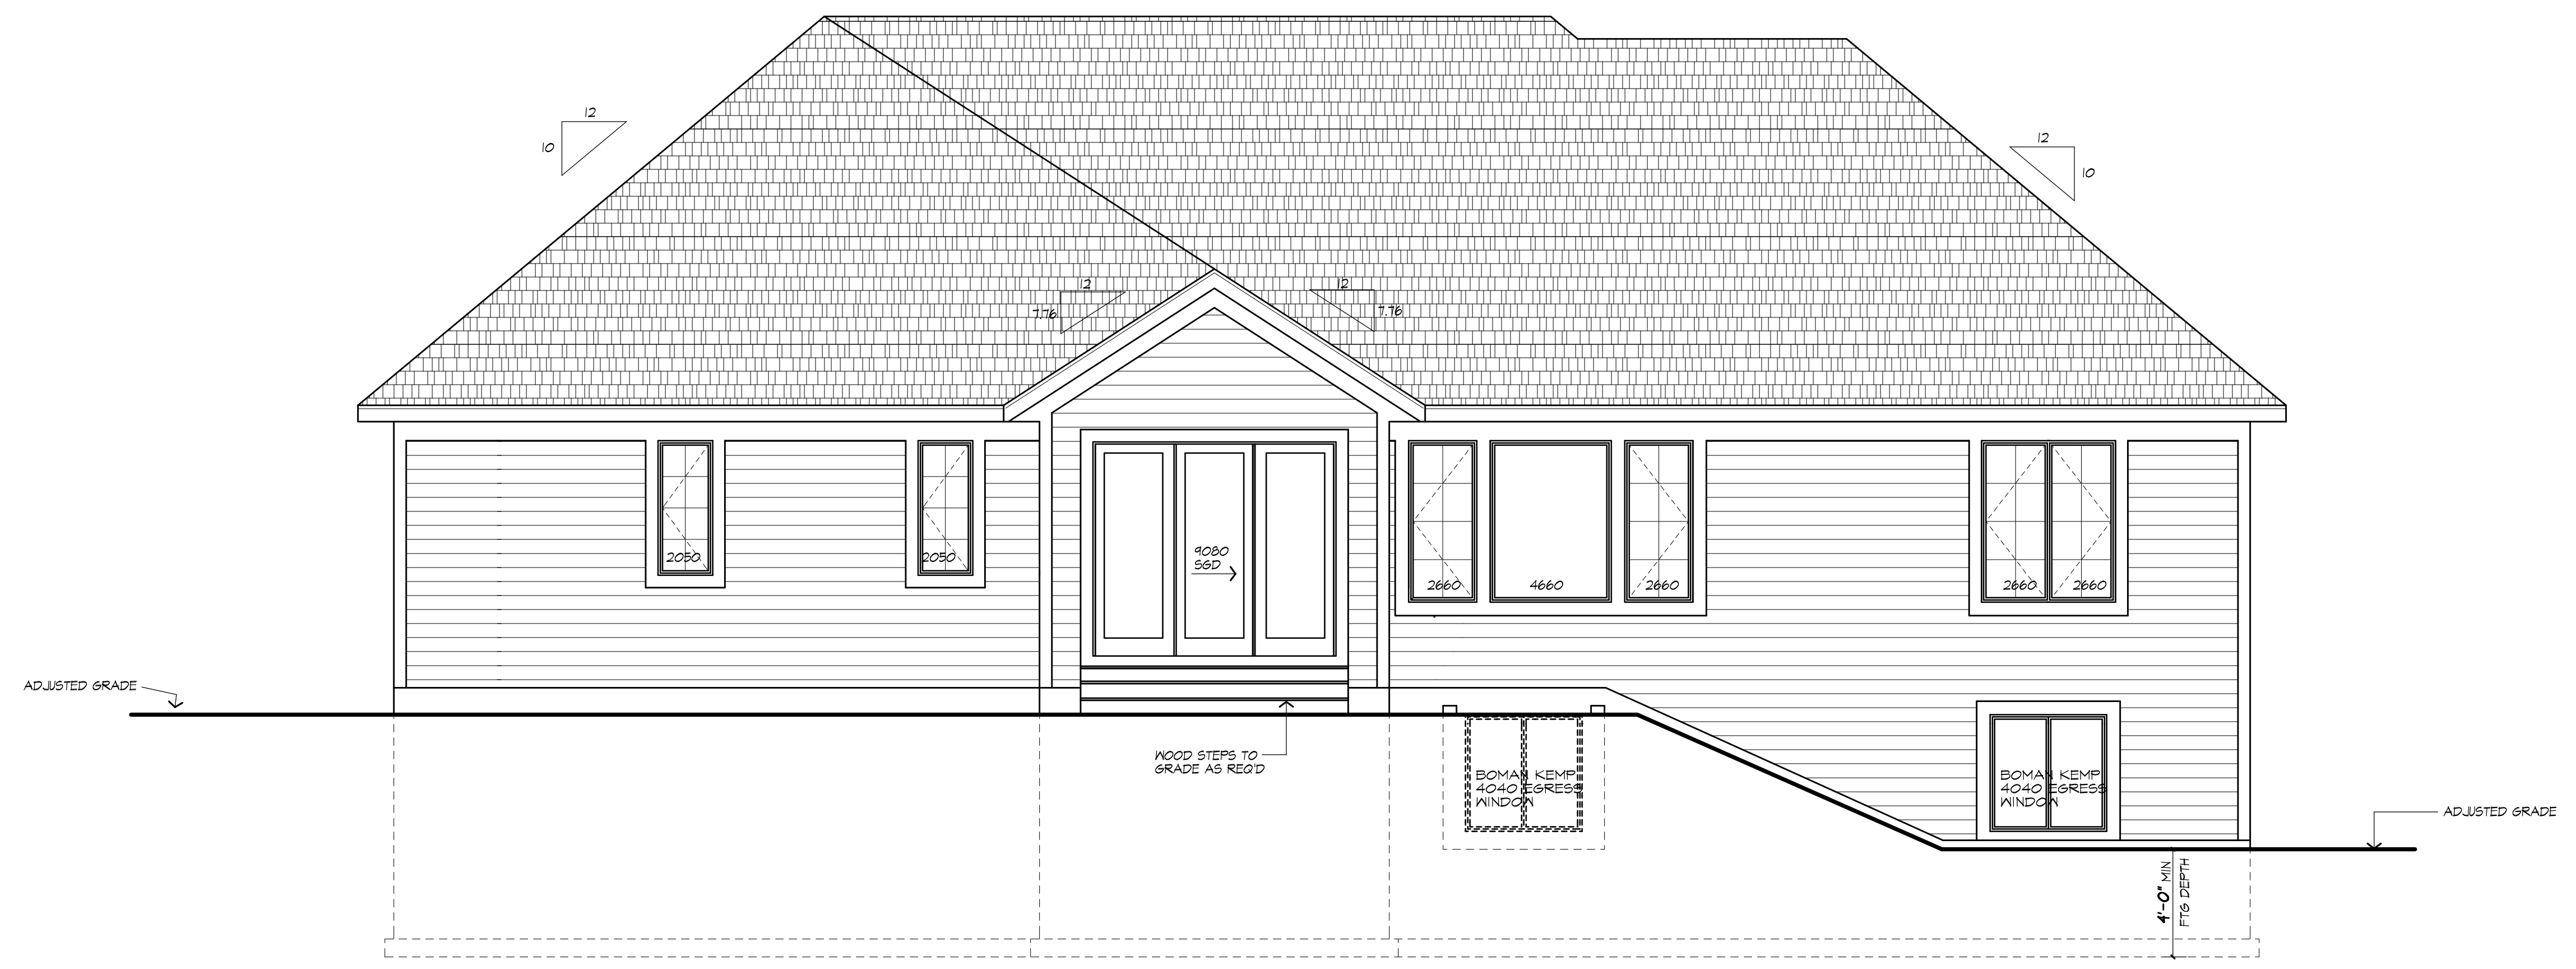 12
10
12
10
12
7.76
12
7.76
2050
2050
9080
SGD
2660
4660
2660
2660
2660
ADJUSTED GRADE
WOOD STEPS TO
GRADE AS REQ'D
BOMAN KEMP
4040 EGRESS
WINDOW
BOMAN KEMP
4040 EGRESS
WINDOW
ADJUSTED GRADE
4'-0" MIN
FTG DEPTH